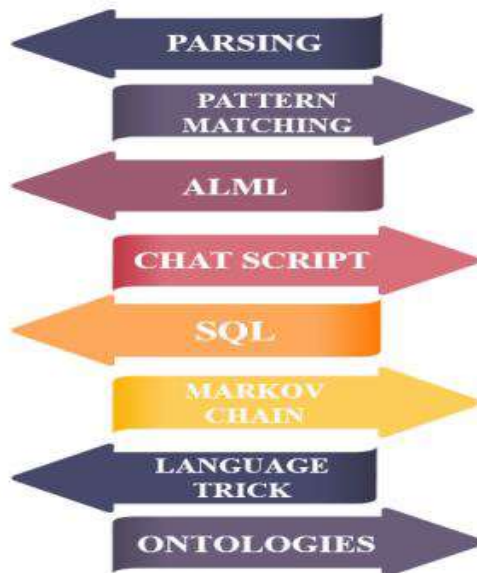 PARSING
PATTERN
MATCHING
ALML
CHAT SCRIPT
SQL
MARKOV
CHAIN
LANGUAGE
TRICK
ONTOLOGIES